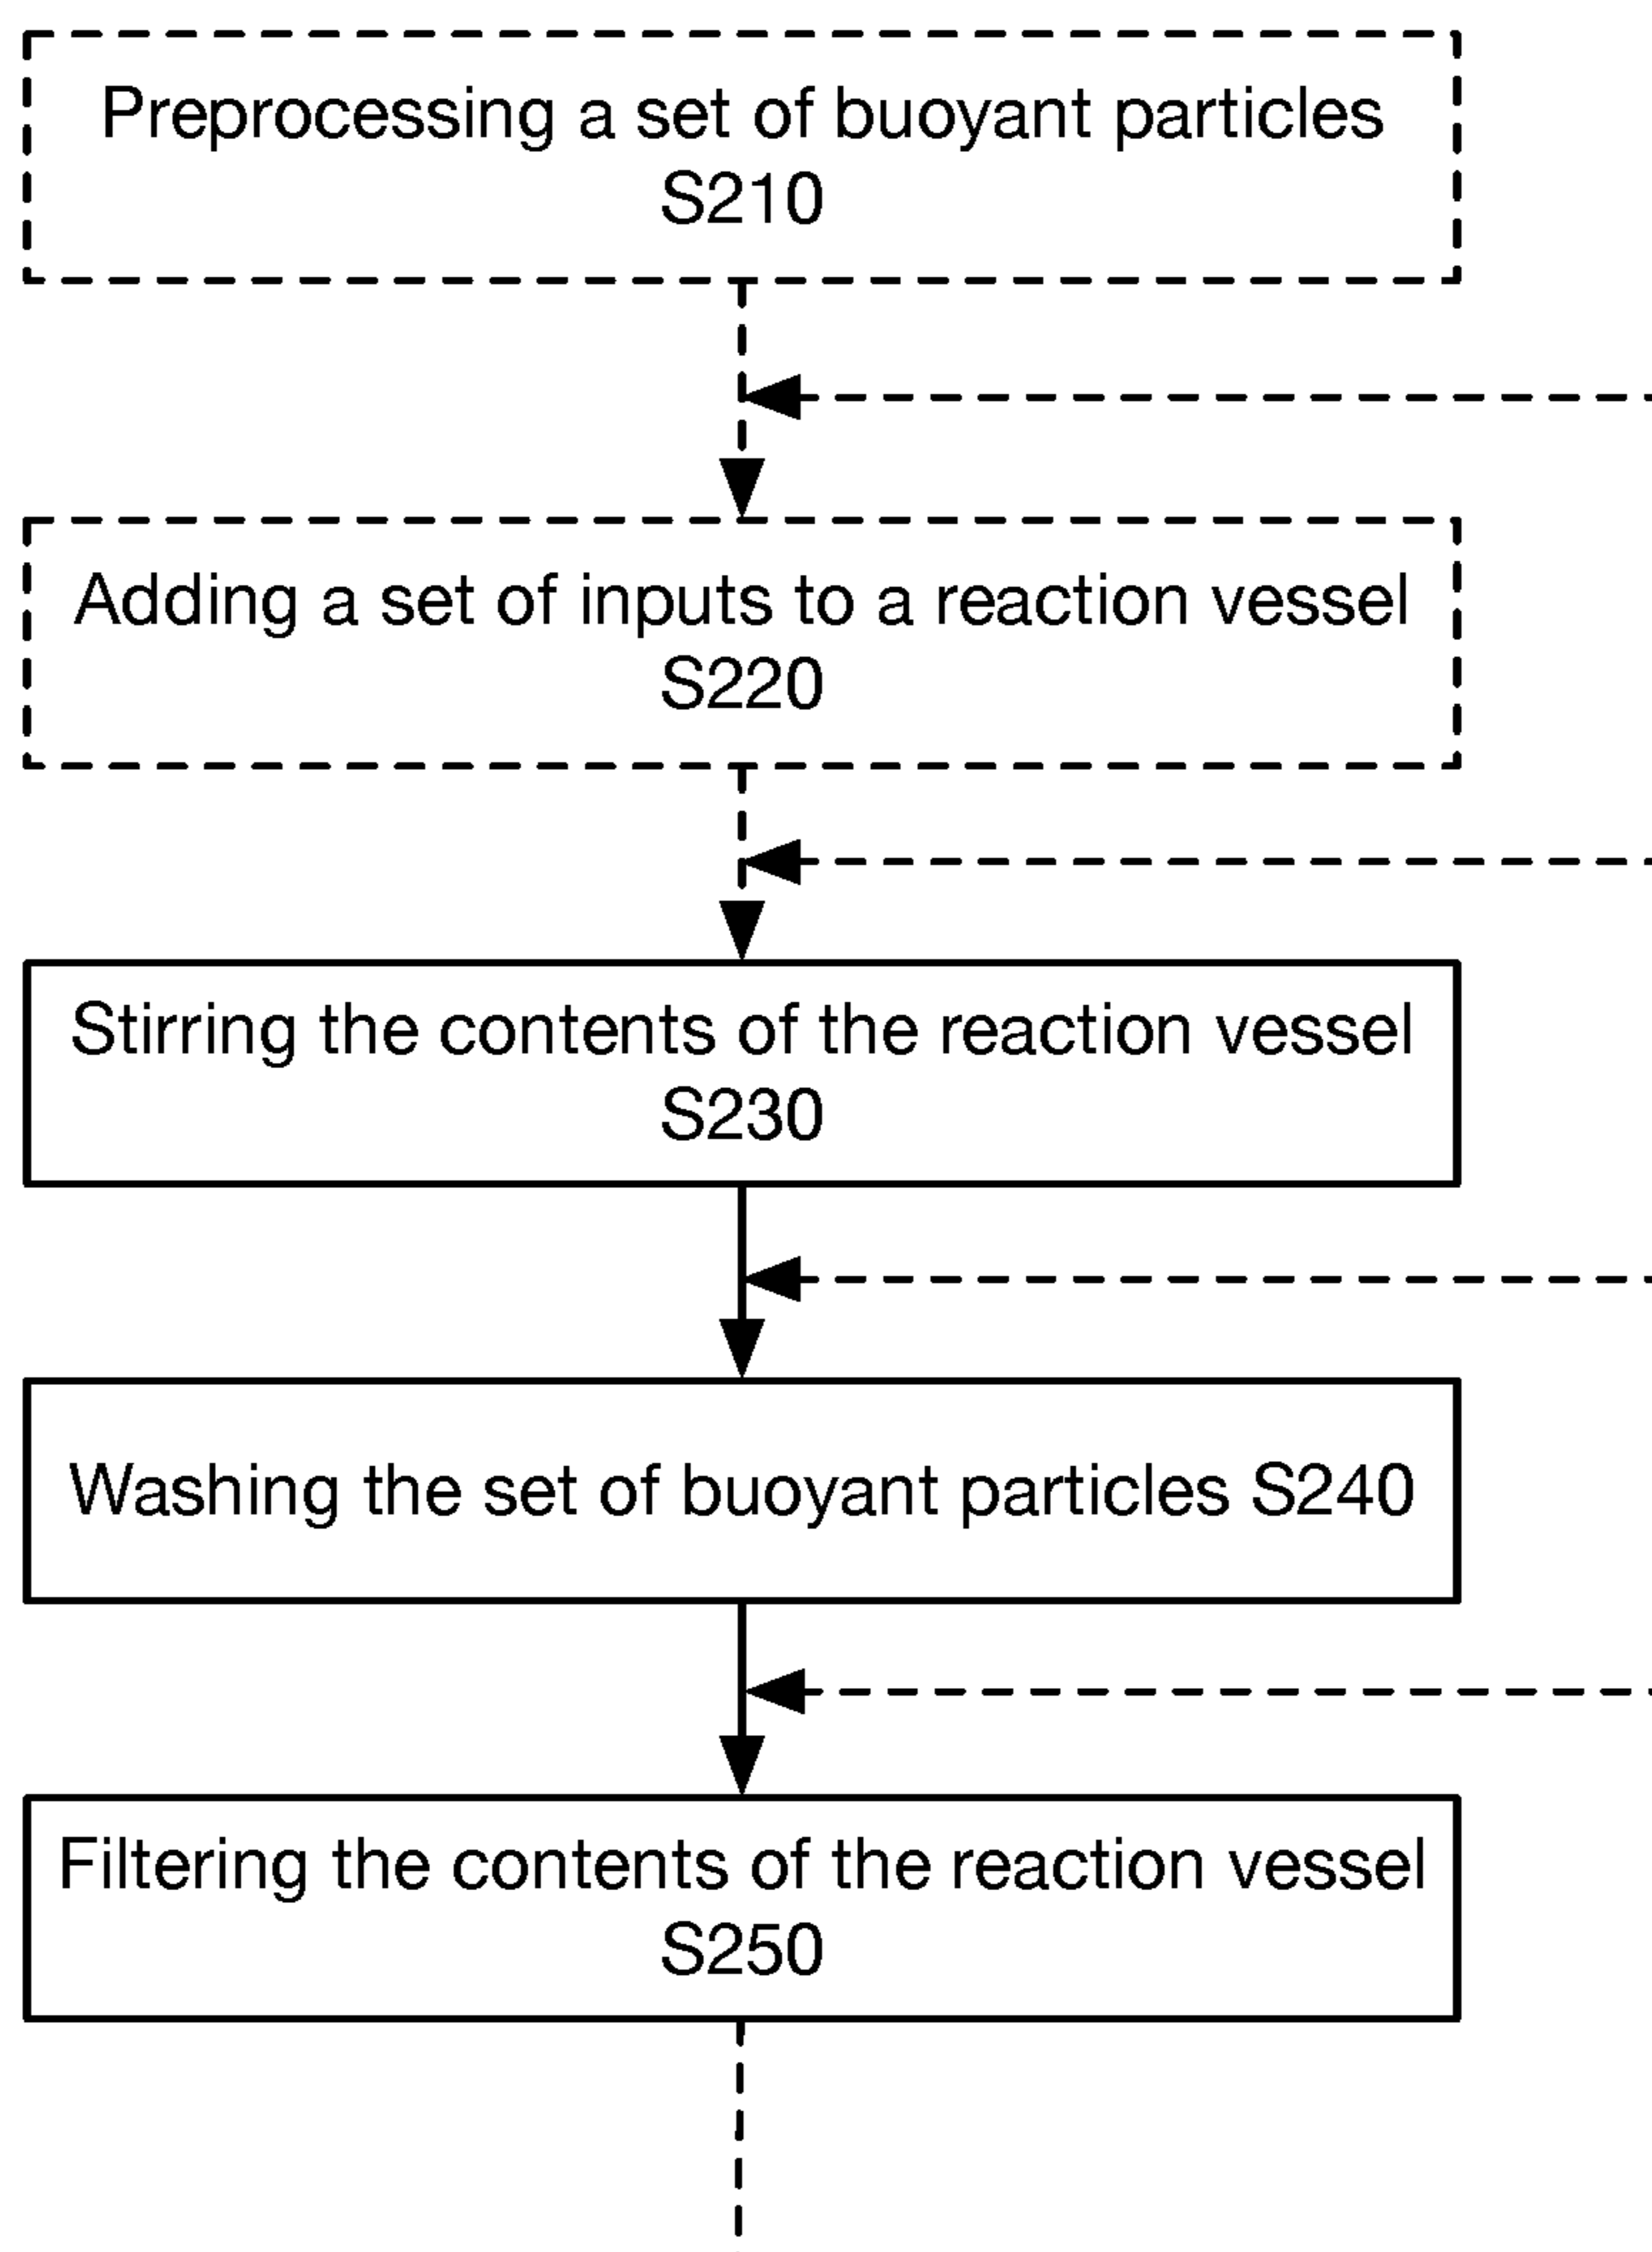 Preprocessing a set of buoyant particles
S210
Adding a set of inputs to a reaction vessel
S220
Stirring the contents of the reaction vessel
S230
Washing the set of buoyant particles S240
Filtering the contents of the reaction vessel
S250